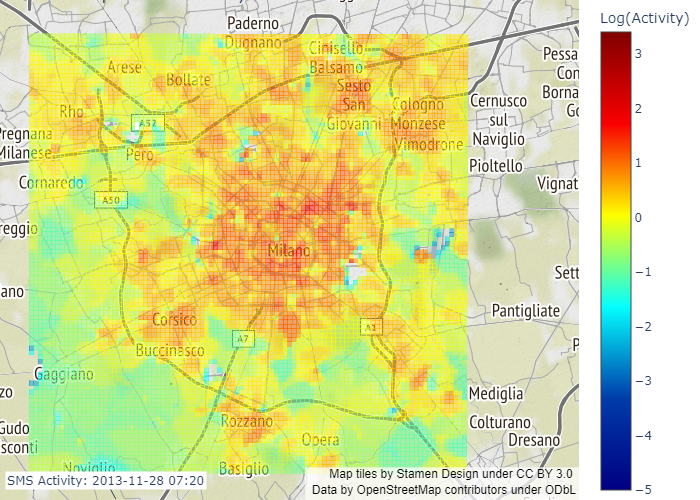 Log(Activity)
3
2
1
0
−1
−2
−3
−4
−5
Paderno
Dugnano
Cinisello
Balsamo
Arese
Bollate
Sesto
San
Giovanni
Rho
A52
Pero
Cologno
Monzese
Vimodrone
Cernusco
sul
Naviglio
Pioltello
Pessa
Con
Borna
Go
Pregnana
Milanese
Cornaredo
A50
Vignat
reggio
Milano
ano
Sett
Pantigliate
Corsico
A7
A1
Buccinasco
P
Gaggiano
zo
Mediglia
Rozzano
Colturano
Gudo
sconti
Opera
Dresano
Noviglio
Basiglio
SMS Activity: 2013-11-28 07:20
Map tiles by Stamen Design under CC BY 3.0
Data by OpenStreetMap contributors under ODbL